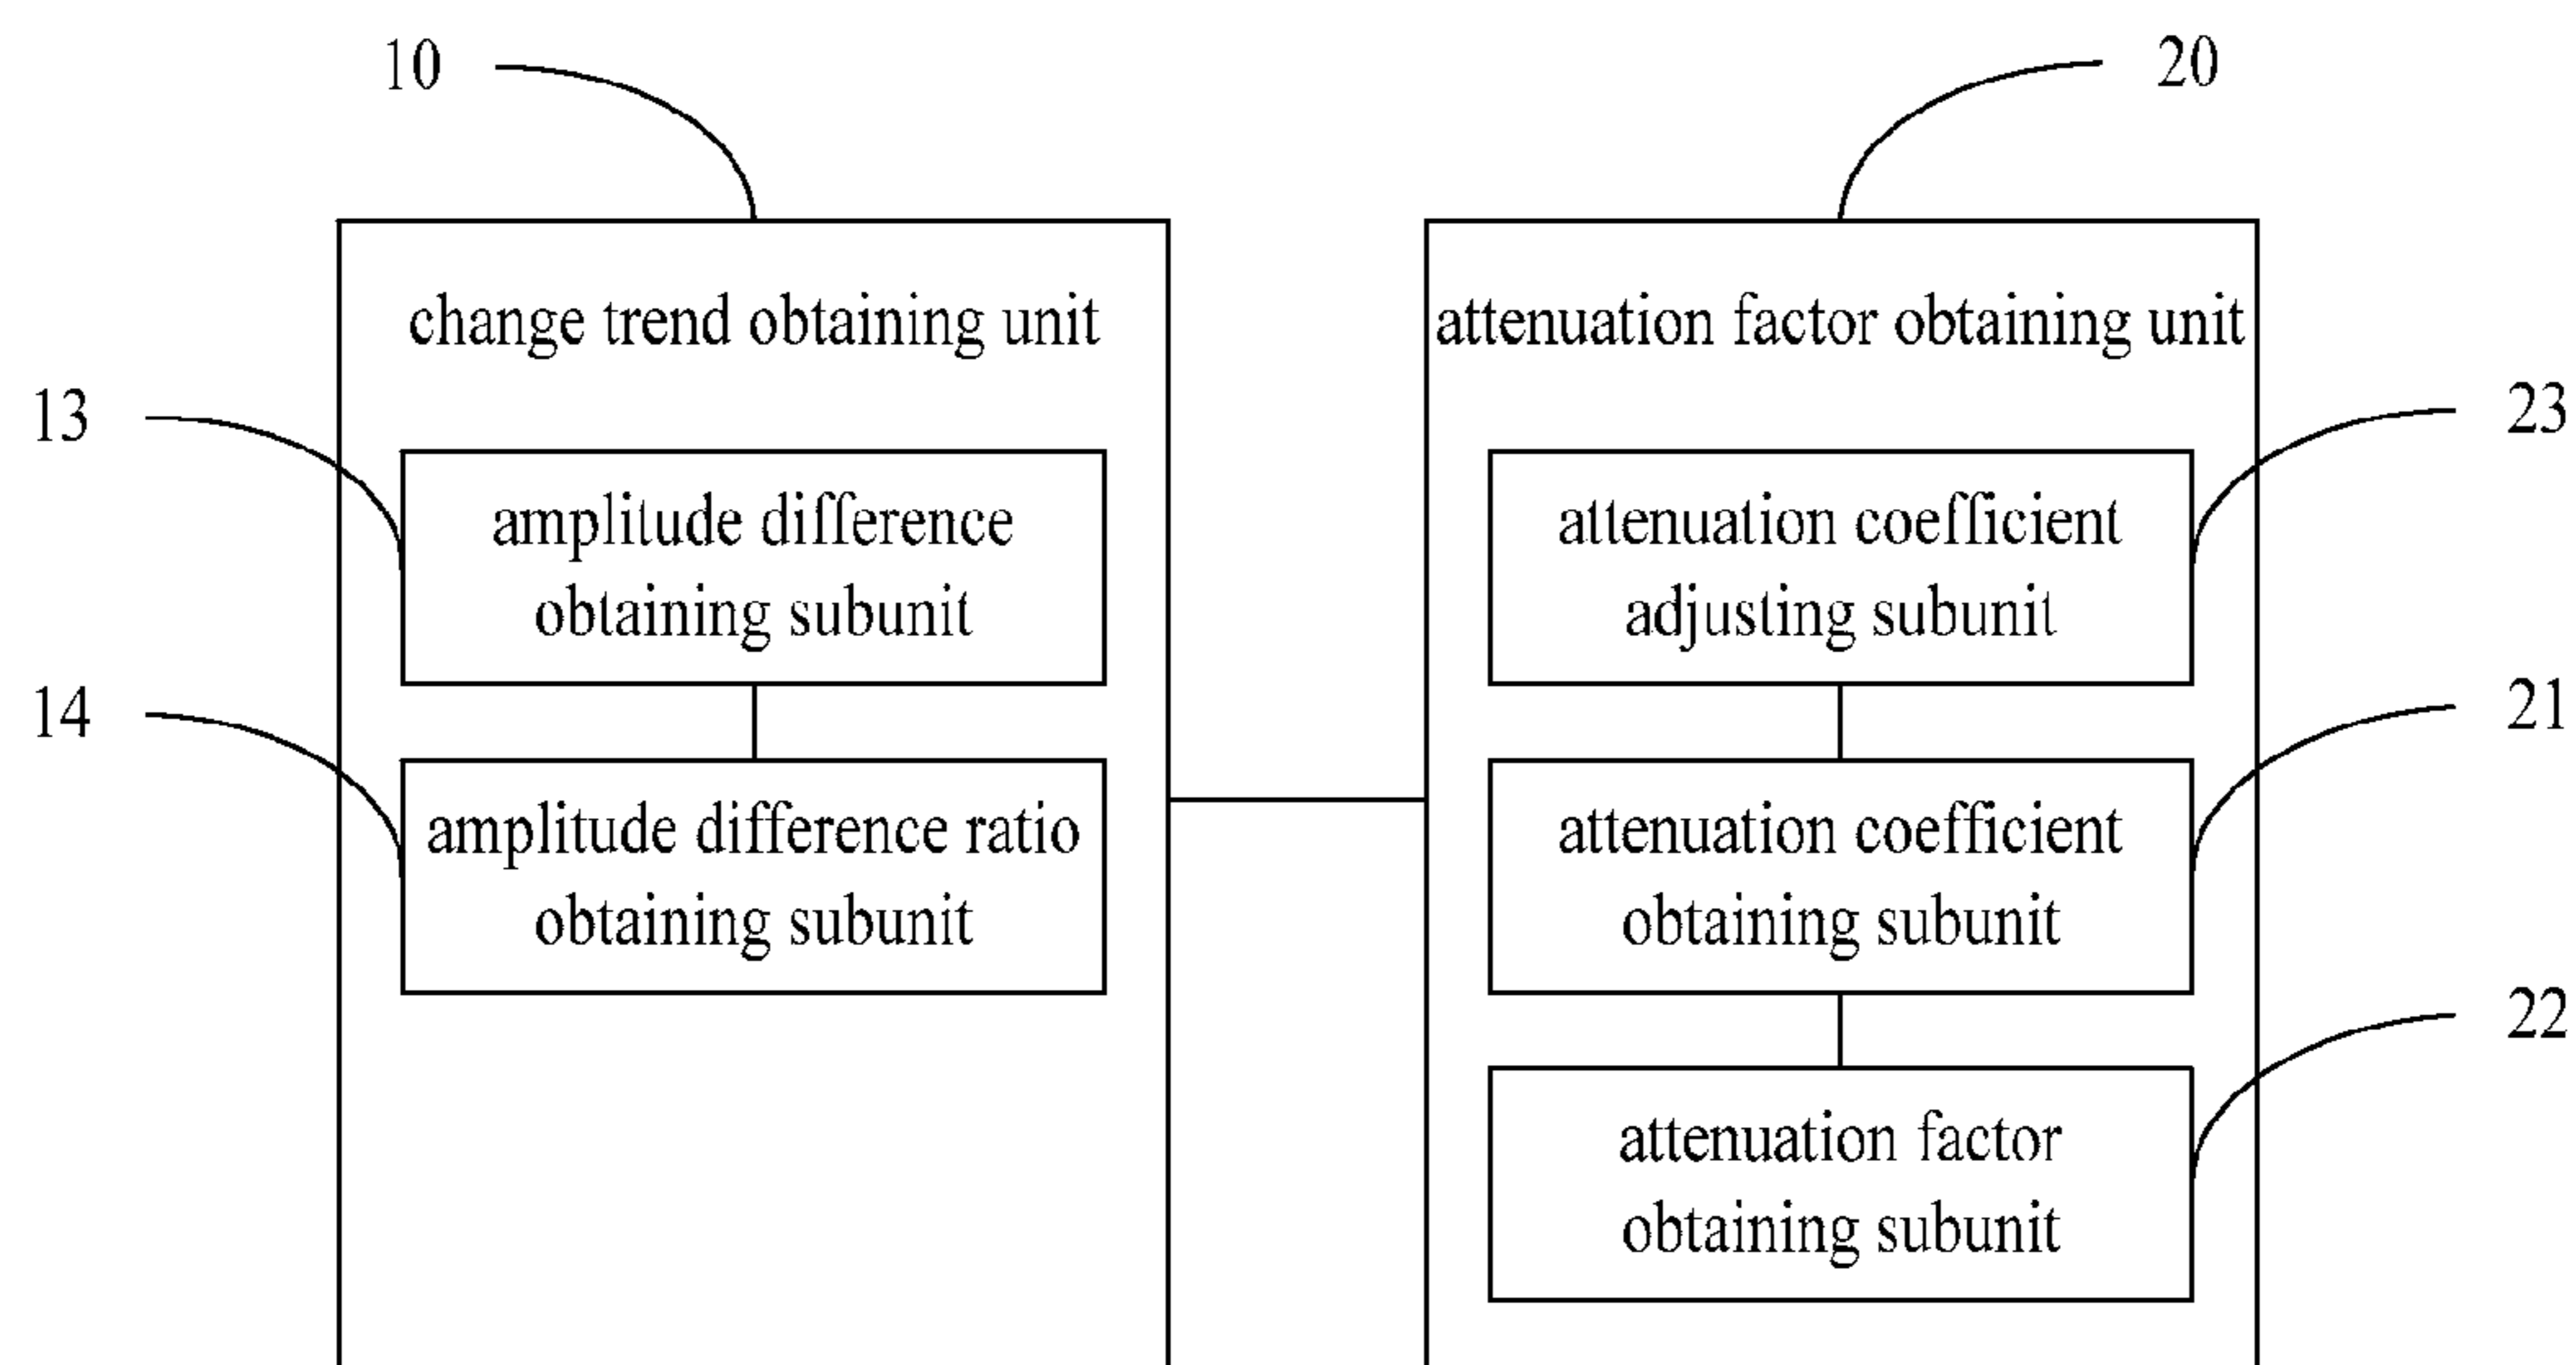 10
20
change trend obtaining unit
attenuation factor obtaining unit
13
23
amplitude difference
obtaining subunit
attenuation coefficient
adjusting subunit
14
21
amplitude difference ratio
obtaining subunit
attenuation coefficient
obtaining subunit
22
attenuation factor
obtaining subunit